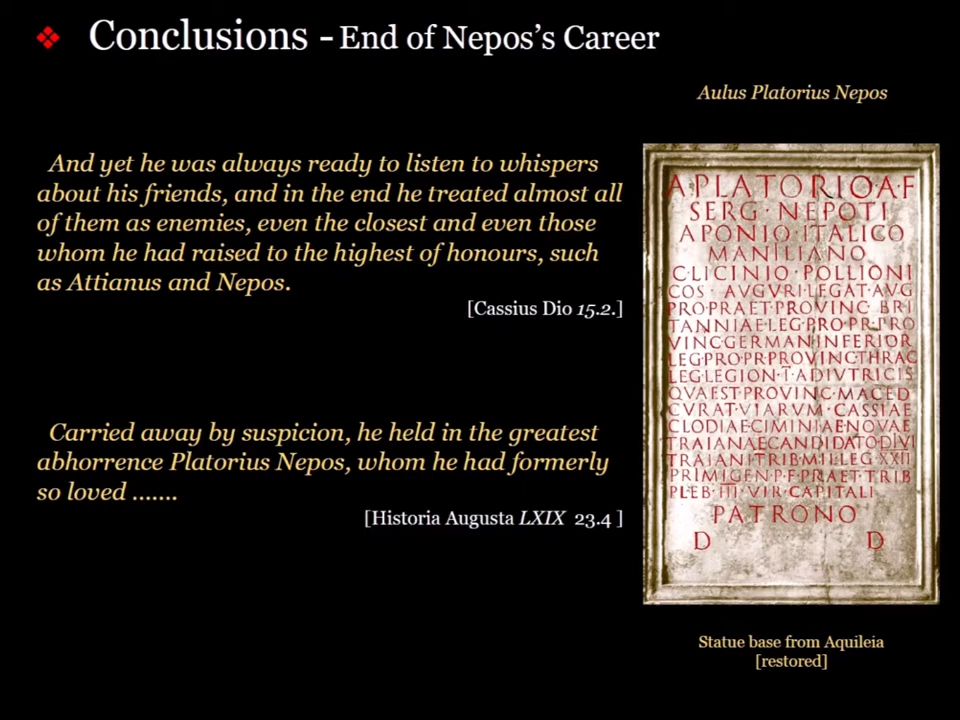 ❖ Conclusions - End of Nepos's Career
Aulus Platorius Nepos
And yet he was always ready to listen to whispers
about his friends, and in the end he treated almost all
of them as enemies, even the closest and even those
whom he had raised to the highest of honours, such
as Attianus and Nepos.
[Cassius Dio 15.2.]
Carried away by suspicion, he held in the greatest
abhorrence Platorius Nepos, whom he had formerly
so loved .......
[Historia Augusta LXIX 23.4 ]
A·PLATORIO·A·F
SERG·NEPOTI
APONIO·ITALICO
MANILIANO
C·LICINIO·POLLIONI
COS·AVGVRI·LEGAT·AVG
PRO·PRAET·PROVINC·BRI
TANNIAE·LEG·PRO·PR·PRO
VINC·GERMAN·INFERIOR
LEG·PRO·PR·PROVINC·THRAC
LEG·LEGION·I·ADIVTRICIS
QVAEST·PROVINC·MACED
CVRAT·VIARVM·CASSIAE
CLODIAE·CIMINIAE·NOVAE
TRAIANAE·CANDIDATO·DIVI
TRAIANI·TRIB·MIL·LEG·XXII
PRIMIGEN·P·F·PRAET·TRIB
PLEB·III·VIR·CAPITALI
PATRONO
D D
Statue base from Aquileia
[restored]